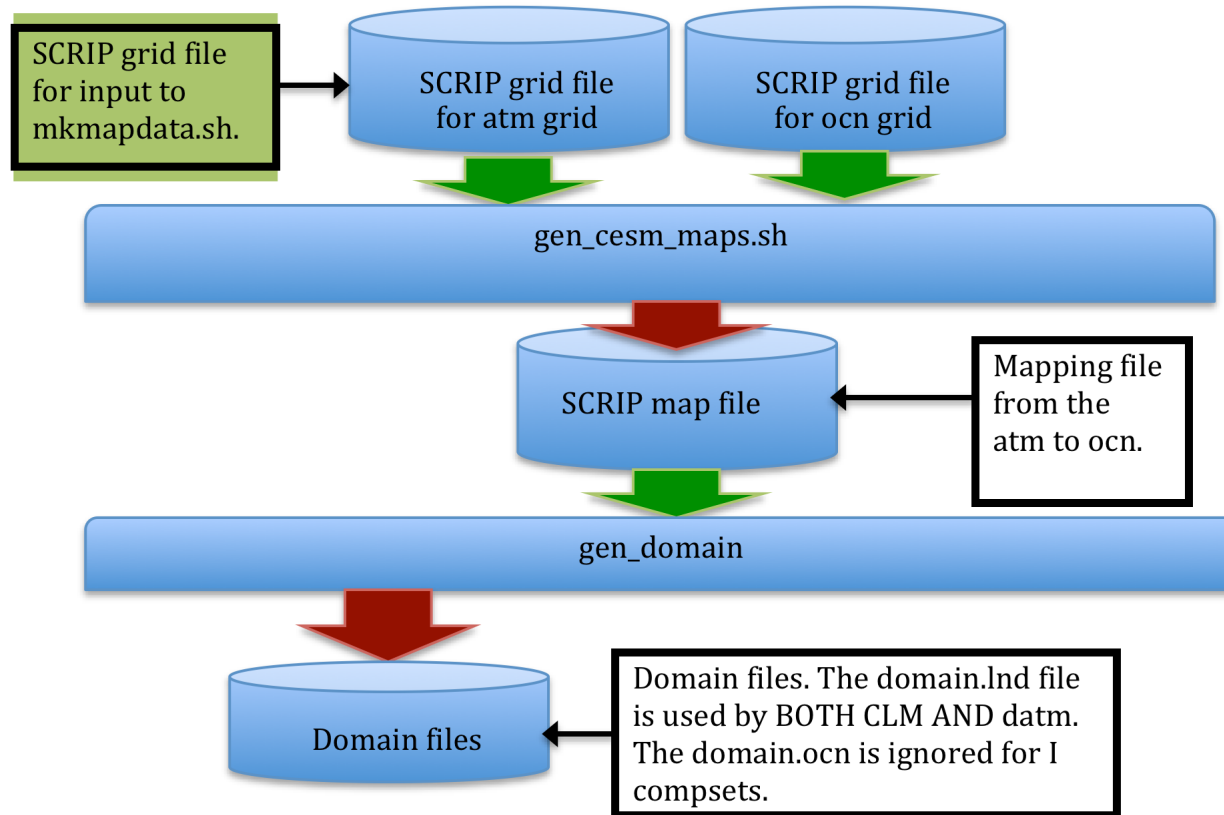 SCRIP grid file
for input to
mkmapdata.sh.
SCRIP grid file
for atm grid
SCRIP grid file
for ocn grid
gen_cesm_maps.sh
SCRIP map file
Mapping file
from the
atm to ocn.
gen_domain
Domain files
Domain files. The domain.lnd file
is used by BOTH CLM AND datm.
The domain.ocn is ignored for I
compsets.